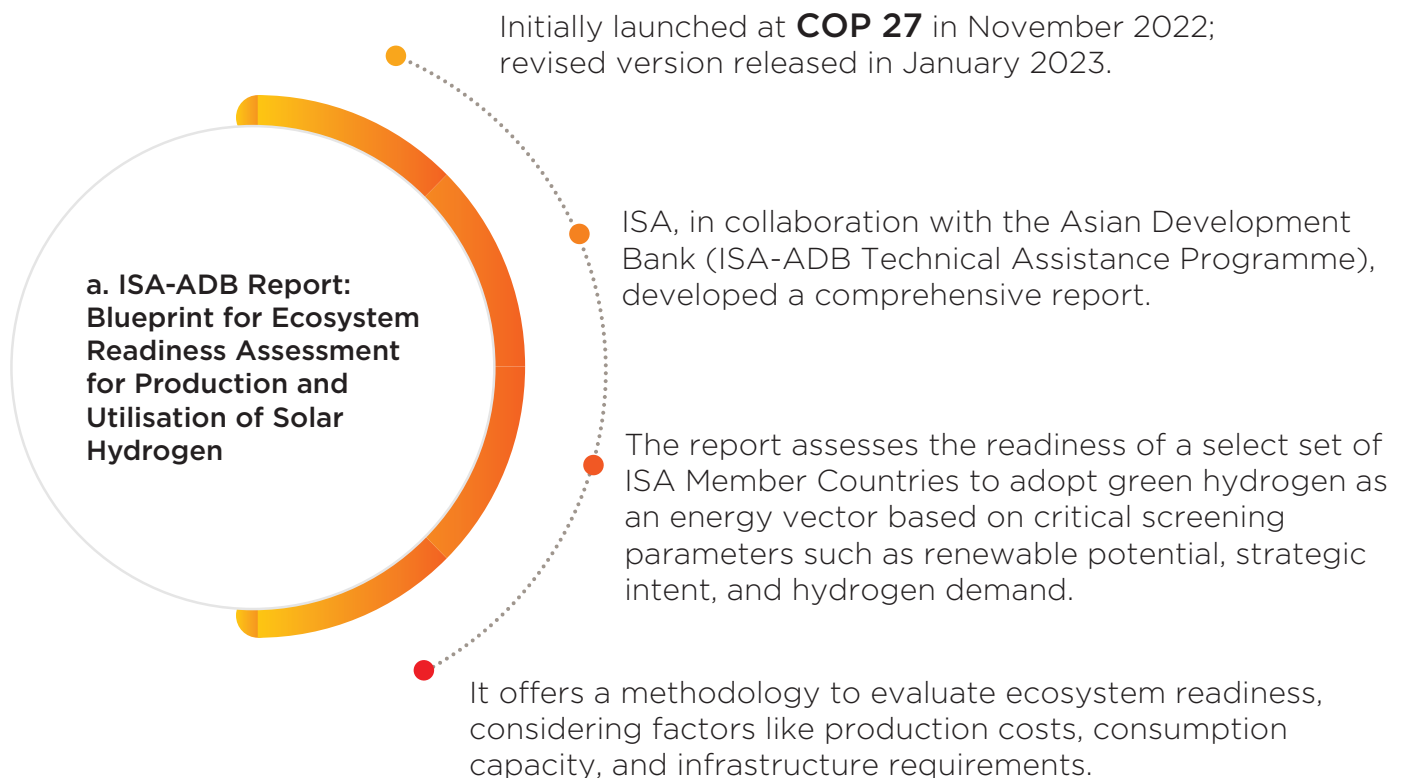 Initially launched at COP 27 in November 2022;
revised version released in January 2023.
a. ISA-ADB Report:
Blueprint for Ecosystem
Readiness Assessment
for Production and
Utilisation of Solar
Hydrogen
ISA, in collaboration with the Asian Development
Bank (ISA-ADB Technical Assistance Programme),
developed a comprehensive report.
The report assesses the readiness of a select set of
ISA Member Countries to adopt green hydrogen as
an energy vector based on critical screening
parameters such as renewable potential, strategic
intent, and hydrogen demand.
It offers a methodology to evaluate ecosystem readiness,
considering factors like production costs, consumption
capacity, and infrastructure requirements.